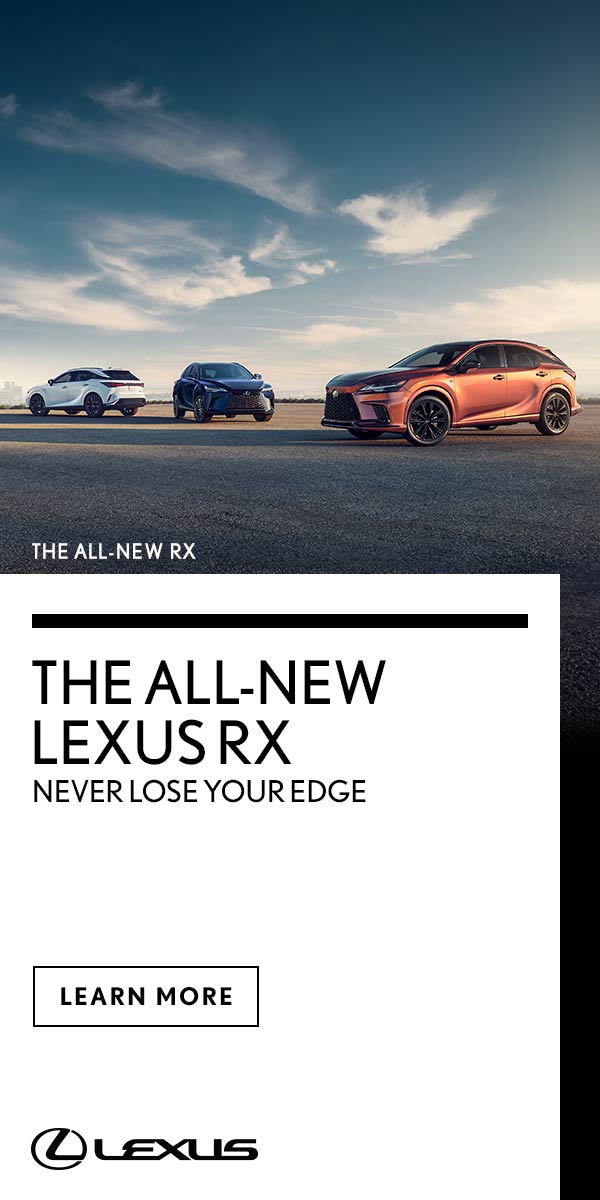 THE ALL-NEW RX
THE ALL-NEW
LEXUS RX
NEVER LOSE YOUR EDGE
LEARN MORE
LEXUS